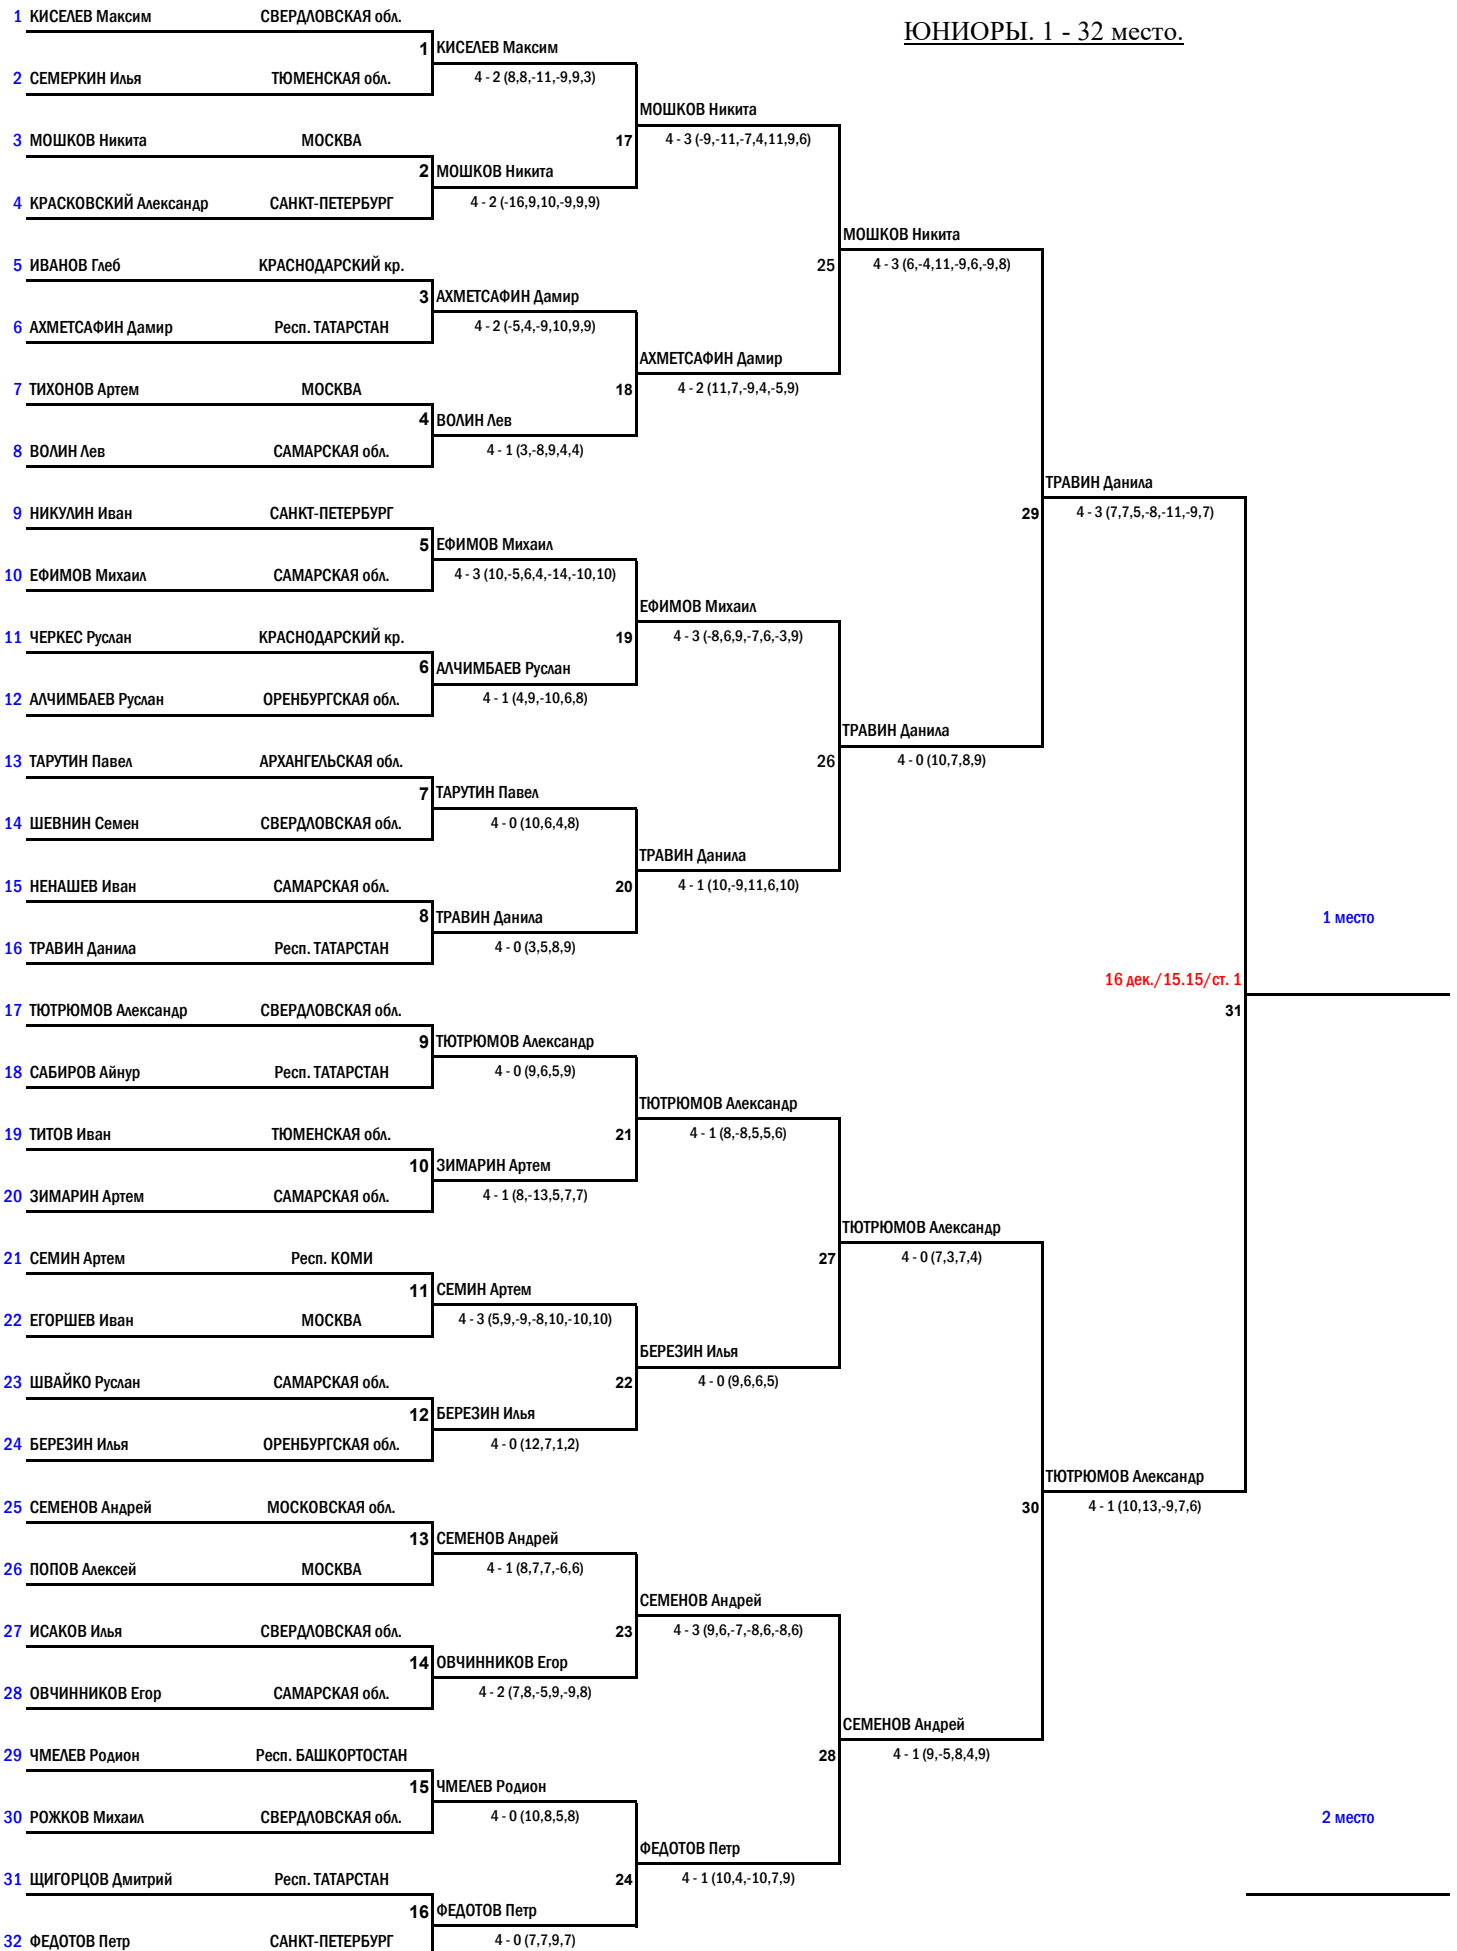 1 КИСЕЛЕВ Максим СВЕРДЛОВСКАЯ обл.
ЮНИОРЫ. 1 - 32 место.
1 КИСЕЛЕВ Максим
2 СЕМЕРКИН Илья ТЮМЕНСКАЯ обл. 4 - 2 (8,8,-11,-9,9,3)
МОШКОВ Никита
3 МОШКОВ Никита МОСКВА 17 4 - 3 (-9,-11,-7,4,11,9,6)
2 МОШКОВ Никита
4 КРАСКОВСКИЙ Александр САНКТ-ПЕТЕРБУРГ 4 - 2 (-16,9,10,-9,9,9)
МОШКОВ Никита
5 ИВАНОВ Глеб КРАСНОДАРСКИЙ кр. 25 4 - 3 (6,-4,11,-9,6,-9,8)
3 АХМЕТСАФИН Дамир
6 АХМЕТСАФИН Дамир Респ. ТАТАРСТАН 4 - 2 (-5,4,-9,10,9,9)
АХМЕТСАФИН Дамир
7 ТИХОНОВ Артем МОСКВА 18 4 - 2 (11,7,-9,4,-5,9)
4 ВОЛИН Лев
8 ВОЛИН Лев САМАРСКАЯ обл. 4 - 1 (3,-8,9,4,4)
ТРАВИН Данила
9 НИКУЛИН Иван САНКТ-ПЕТЕРБУРГ 29 4 - 3 (7,7,5,-8,-11,-9,7)
5 ЕФИМОВ Михаил
10 ЕФИМОВ Михаил САМАРСКАЯ обл. 4 - 3 (10,-5,6,4,-14,-10,10)
ЕФИМОВ Михаил
11 ЧЕРКЕС Руслан КРАСНОДАРСКИЙ кр. 19 4 - 3 (-8,6,9,-7,6,-3,9)
6 АЛЧИМБАЕВ Руслан
12 АЛЧИМБАЕВ Руслан ОРЕНБУРГСКАЯ обл. 4 - 1 (4,9,-10,6,8)
ТРАВИН Данила
13 ТАРУТИН Павел АРХАНГЕЛЬСКАЯ обл. 26 4 - 0 (10,7,8,9)
7 ТАРУТИН Павел
14 ШЕВНИН Семен СВЕРДЛОВСКАЯ обл. 4 - 0 (10,6,4,8)
ТРАВИН Данила
15 НЕНАШЕВ Иван САМАРСКАЯ обл. 20 4 - 1 (10,-9,11,6,10)
8 ТРАВИН Данила 1 место
16 ТРАВИН Данила Респ. ТАТАРСТАН 4 - 0 (3,5,8,9)
16 дек./15.15/ст. 1
17 ТЮТРЮМОВ Александр СВЕРДЛОВСКАЯ обл. 31
9 ТЮТРЮМОВ Александр
18 САБИРОВ Айнур Респ. ТАТАРСТАН 4 - 0 (9,6,5,9)
ТЮТРЮМОВ Александр
19 ТИТОВ Иван ТЮМЕНСКАЯ обл. 21 4 - 1 (8,-8,5,5,6)
10 ЗИМАРИН Артем
20 ЗИМАРИН Артем САМАРСКАЯ обл. 4 - 1 (8,-13,5,7,7)
ТЮТРЮМОВ Александр
21 СЕМИН Артем Респ. КОМИ 27 4 - 0 (7,3,7,4)
11 СЕМИН Артем
22 ЕГОРШЕВ Иван МОСКВА 4 - 3 (5,9,-9,-8,10,-10,10)
БЕРЕЗИН Илья
23 ШВАЙКО Руслан САМАРСКАЯ обл. 22 4 - 0 (9,6,6,5)
12 БЕРЕЗИН Илья
24 БЕРЕЗИН Илья ОРЕНБУРГСКАЯ обл. 4 - 0 (12,7,1,2)
ТЮТРЮМОВ Александр
25 СЕМЕНОВ Андрей МОСКОВСКАЯ обл. 30 4 - 1 (10,13,-9,7,6)
13 СЕМЕНОВ Андрей
26 ПОПОВ Алексей МОСКВА 4 - 1 (8,7,7,-6,6)
СЕМЕНОВ Андрей
27 ИСАКОВ Илья СВЕРДЛОВСКАЯ обл. 23 4 - 3 (9,6,-7,-8,6,-8,6)
14 ОВЧИННИКОВ Егор
28 ОВЧИННИКОВ Егор САМАРСКАЯ обл. 4 - 2 (7,8,-5,9,-9,8)
СЕМЕНОВ Андрей
29 ЧМЕЛЕВ Родион Респ. БАШКОРТОСТАН 28 4 - 1 (9,-5,8,4,9)
15 ЧМЕЛЕВ Родион
30 РОЖКОВ Михаил СВЕРДЛОВСКАЯ обл. 4 - 0 (10,8,5,8) 2 место
ФЕДОТОВ Петр
31 ЩИГОРЦОВ Дмитрий Респ. ТАТАРСТАН 24 4 - 1 (10,4,-10,7,9)
16 ФЕДОТОВ Петр
32 ФЕДОТОВ Петр САНКТ-ПЕТЕРБУРГ 4 - 0 (7,7,9,7)